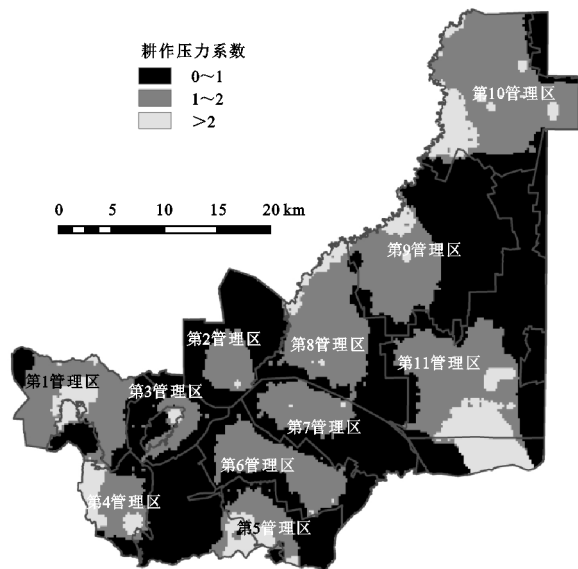 耕作压力系数
0～1
1～2
＞2
0 5 10 20 km
第10管理区
第9管理区
第2管理区
第8管理区
第11管理区
第1管理区
第3管理区
第7管理区
第6管理区
第4管理区
第5管理区